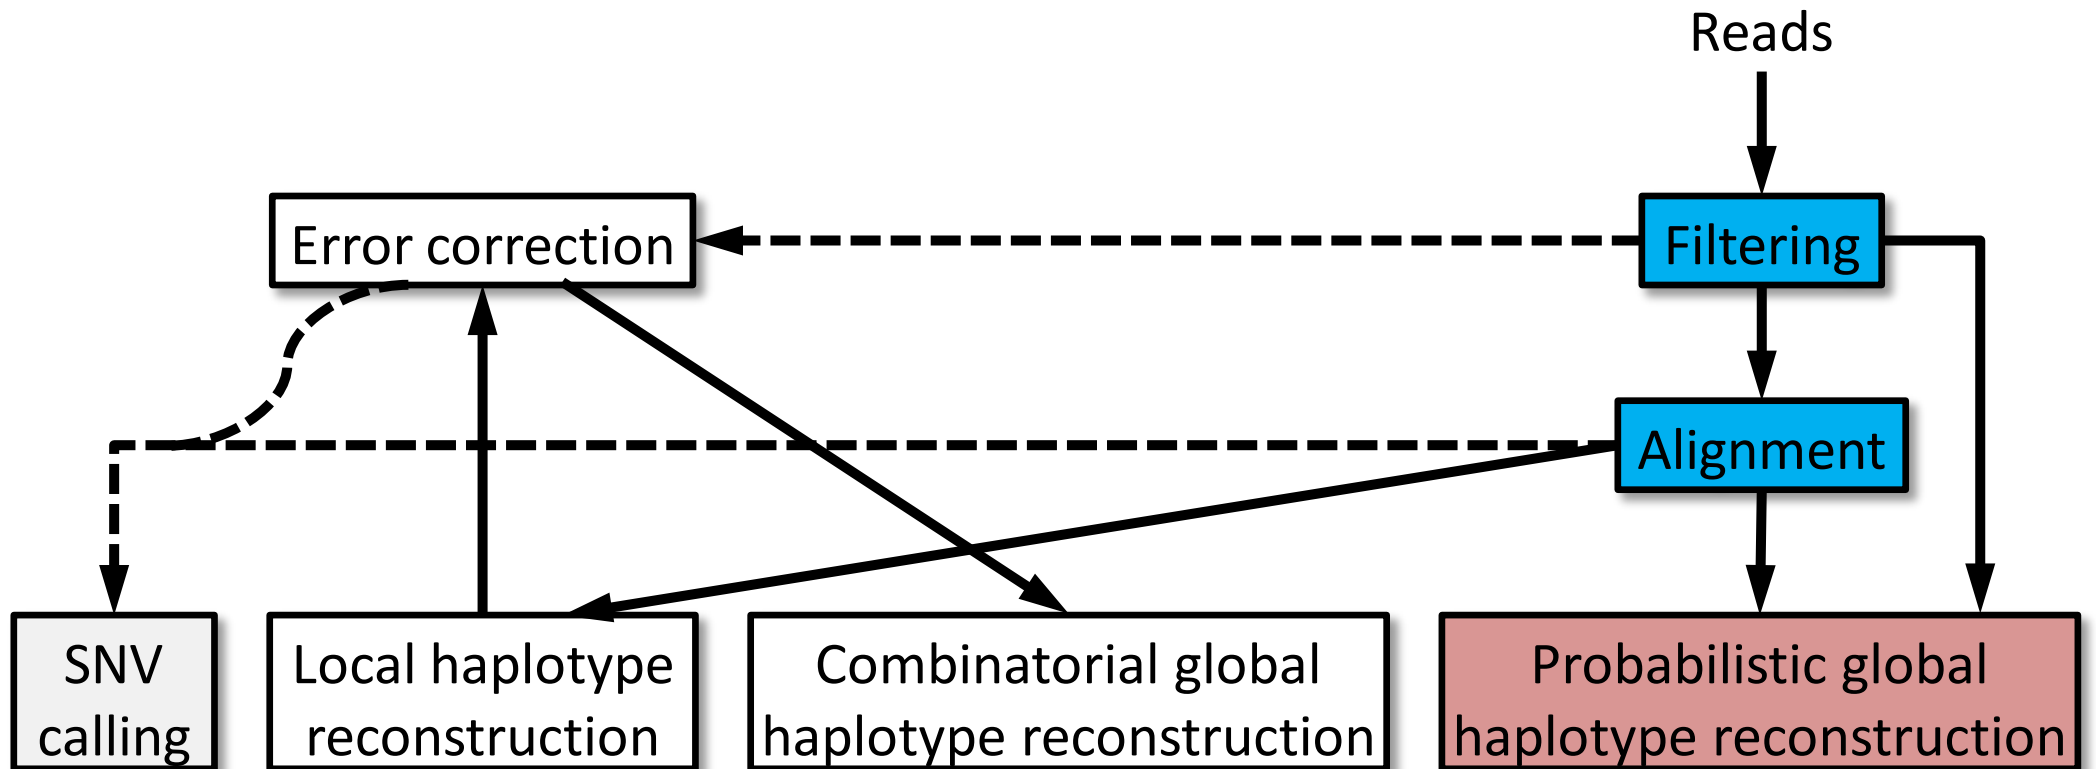 Reads
Error correction
Filtering
Alignment
SNV
calling
Local haplotype
reconstruction
Combinatorial global
haplotype reconstruction
Probabilistic global
haplotype reconstruction